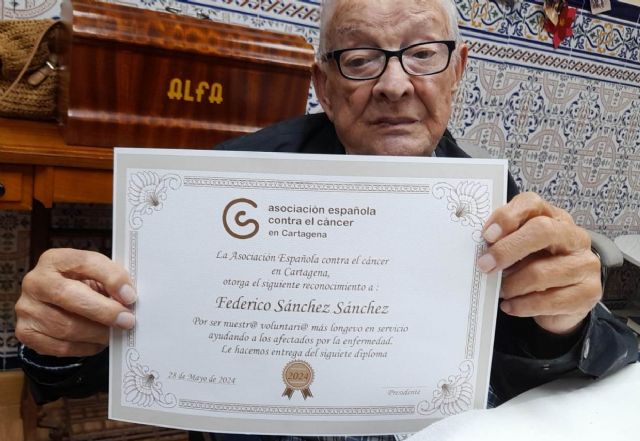 ALFA
asociación española
contra el cáncer
en Cartagena
La Asociación Española contra el cáncer
en Cartagena,
otorga el siguiente reconocimiento a :
Federico Sánchez Sánchez
Por ser nuestr@ voluntari@ más longevo en servicio
ayudando a los afectados por la enfermedad.
Le hacemos entrega del siguiete diploma
28 de Mayo de 2024
2024
Presidente